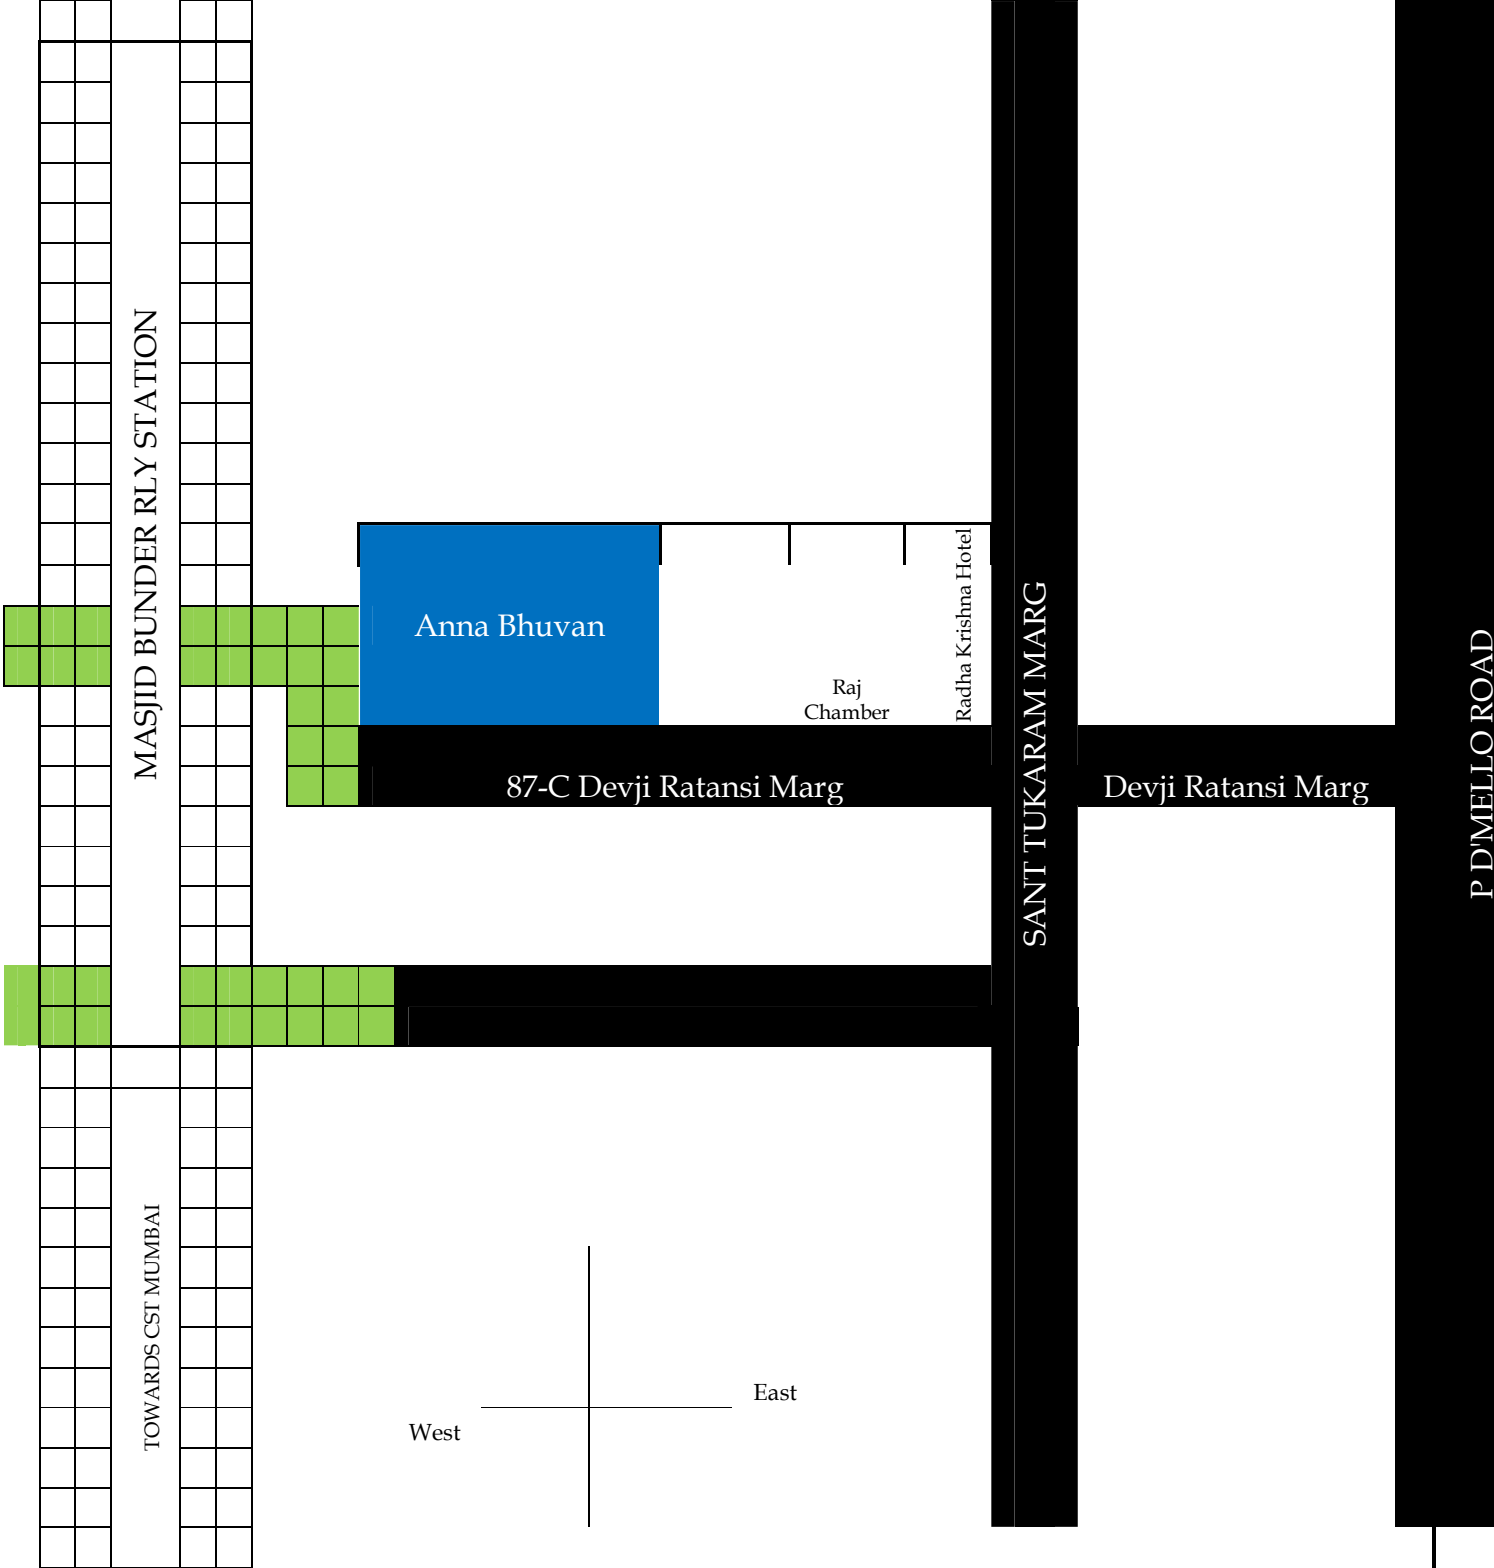 MASJID BUNDER RLY STATION
Anna Bhuvan
Raj
Chamber
Radha Krishna Hotel
SANT TUKARAM MARG
P D'MELLO ROAD
87-C Devji Ratansi Marg
Devji Ratansi Marg
TOWARDS CST MUMBAI
East
West